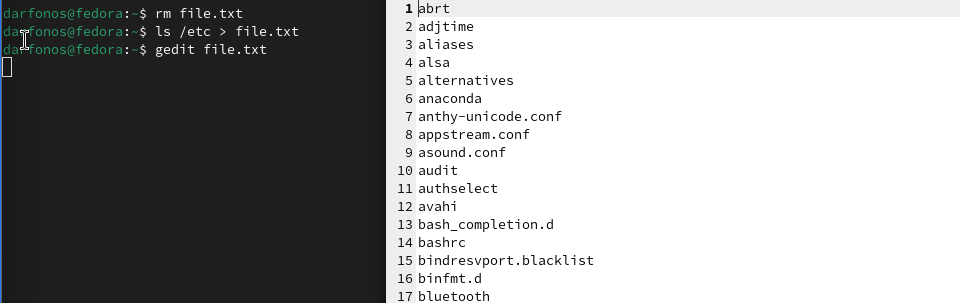 darfonos@fedora:~$ rm file.txt
darfonos@fedora:~$ ls /etc > file.txt
darfonos@fedora:~$ gedit file.txt
1 abrt
2 adjtime
3 aliases
4 alsa
5 alternatives
6 anaconda
7 anthy-unicode.conf
8 appstream.conf
9 asound.conf
10 audit
11 authselect
12 avahi
13 bash_completion.d
14 bashrc
15 bindresvport.blacklist
16 binfmt.d
17 bluetooth